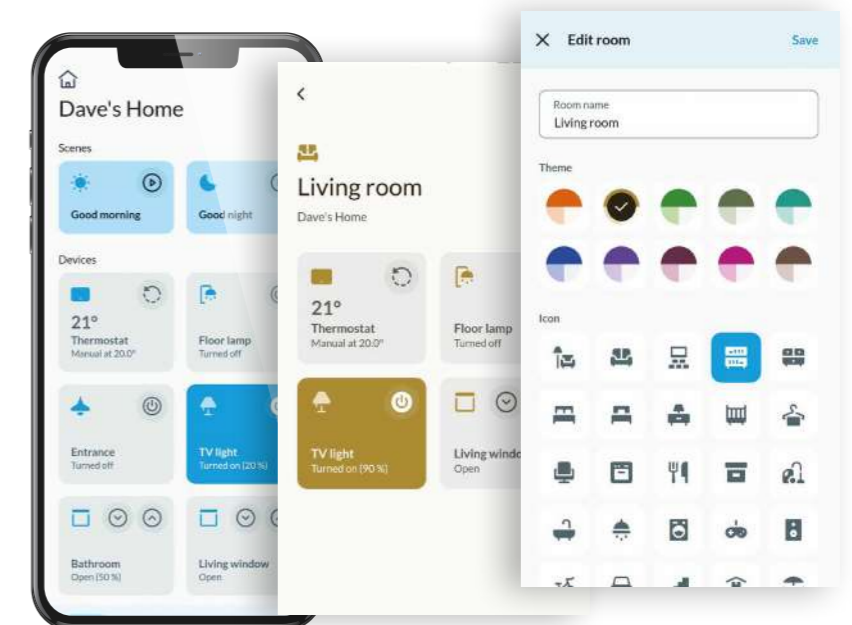 Dave's Home
Scenes
Good morning
Good night
Devices
21°
Thermostat
Manual at 20.0°
Floor lamp
Turned off
Entrance
Turned off
TV light
Turned on (20 %)
Bathroom
Open (50 %)
Living window
Open
Living room
Dave's Home
21°
Thermostat
Manual at 20.0°
Floor lamp
Turned off
TV light
Turned on (90 %)
Living windo
Open
Edit room
Save
Room name
Living room
Theme
Icon